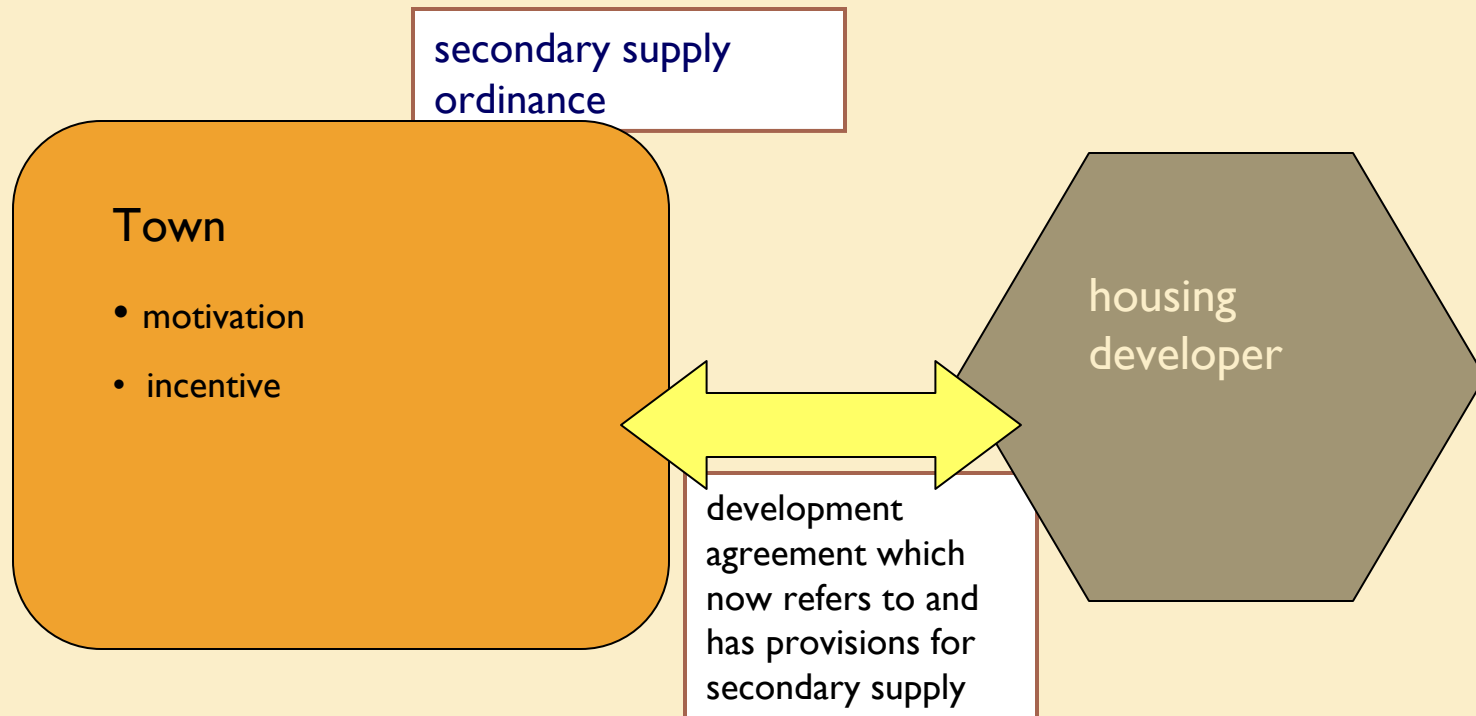 secondary supply
ordinance
Town
• motivation
• incentive
housing
developer
development
agreement which
now refers to and
has provisions for
secondary supply